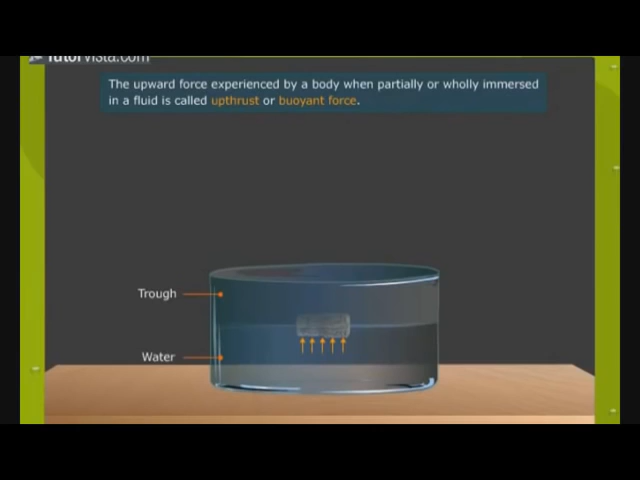 TutorVista.com
The upward force experienced by a body when partially or wholly immersed
in a fluid is called upthrust or buoyant force.
Trough
Water